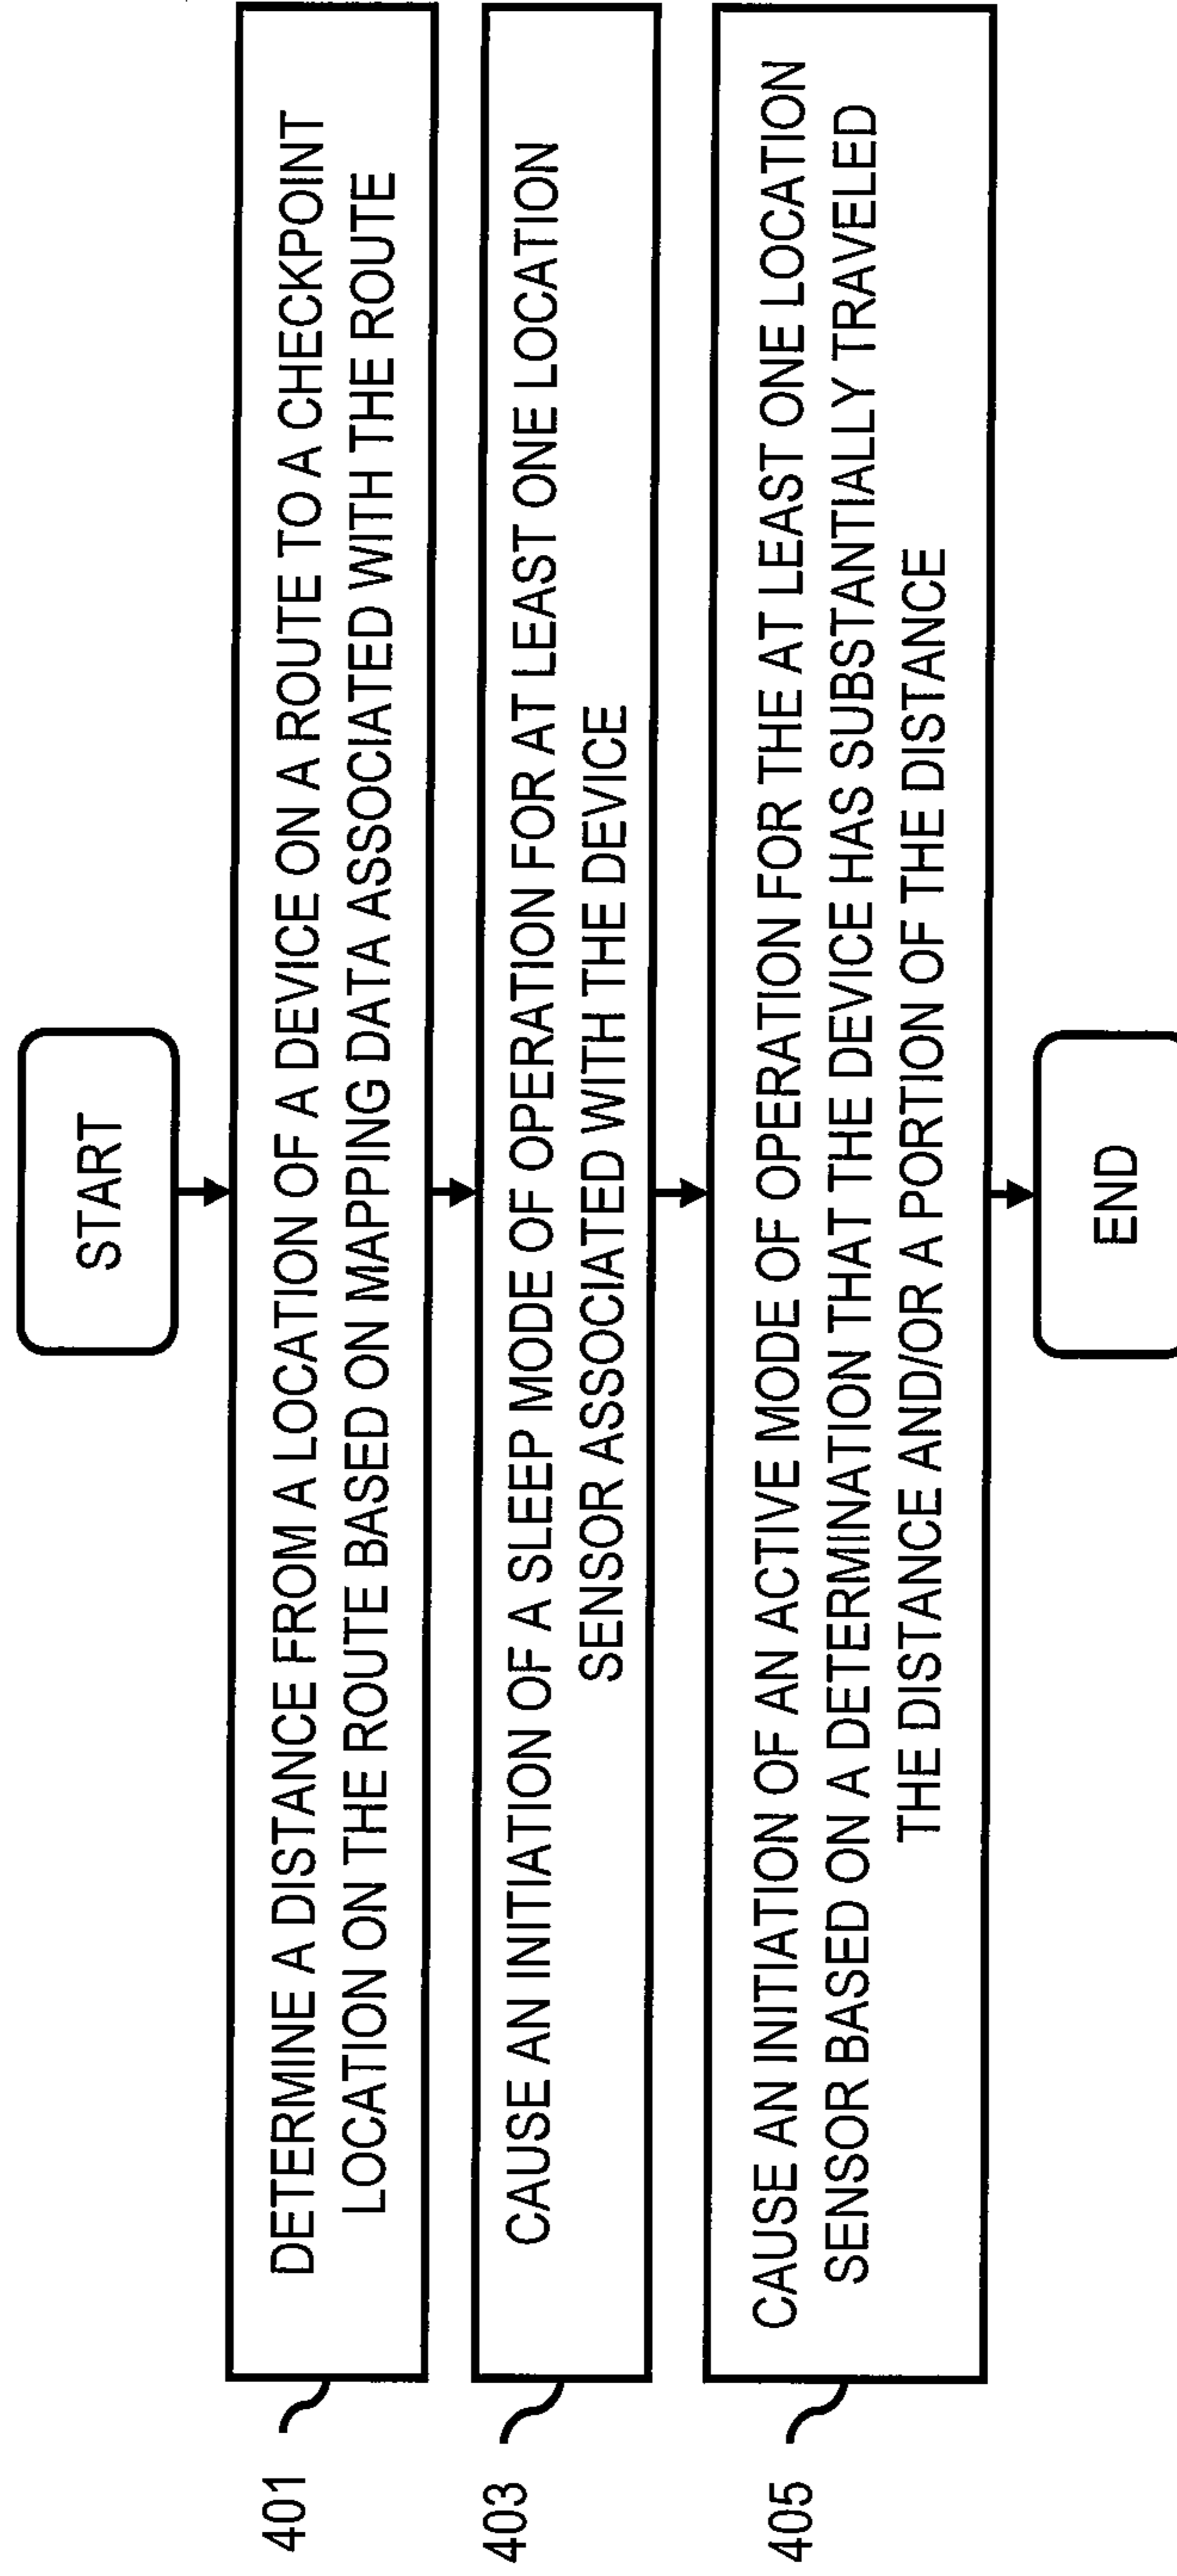 START
401
DETERMINE A DISTANCE FROM A LOCATION OF A DEVICE ON A ROUTE TO A CHECKPOINT
LOCATION ON THE ROUTE BASED ON MAPPING DATA ASSOCIATED WITH THE ROUTE
403
CAUSE AN INITIATION OF A SLEEP MODE OF OPERATION FOR AT LEAST ONE LOCATION
SENSOR ASSOCIATED WITH THE DEVICE
405
CAUSE AN INITIATION OF AN ACTIVE MODE OF OPERATION FOR THE AT LEAST ONE LOCATION
SENSOR BASED ON A DETERMINATION THAT THE DEVICE HAS SUBSTANTIALLY TRAVELED
THE DISTANCE AND/OR A PORTION OF THE DISTANCE
END